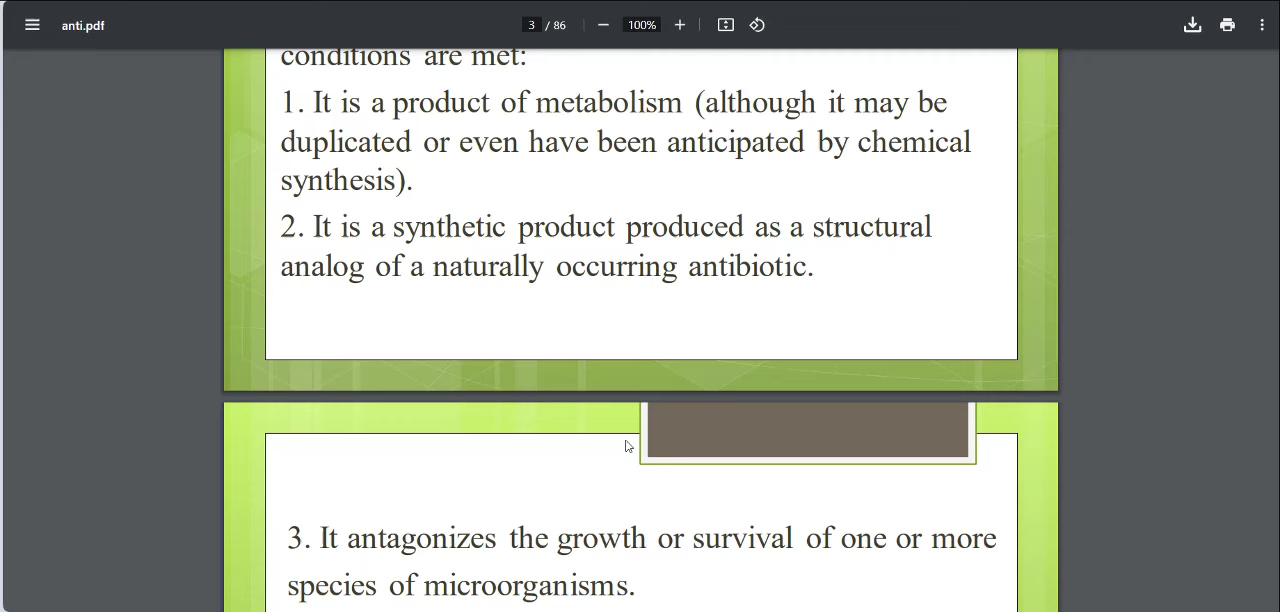 anti.pdf
3 / 86
100%
conditions are met:
1. It is a product of metabolism (although it may be
duplicated or even have been anticipated by chemical
synthesis).
2. It is a synthetic product produced as a structural
analog of a naturally occurring antibiotic.
3. It antagonizes the growth or survival of one or more
species of microorganisms.